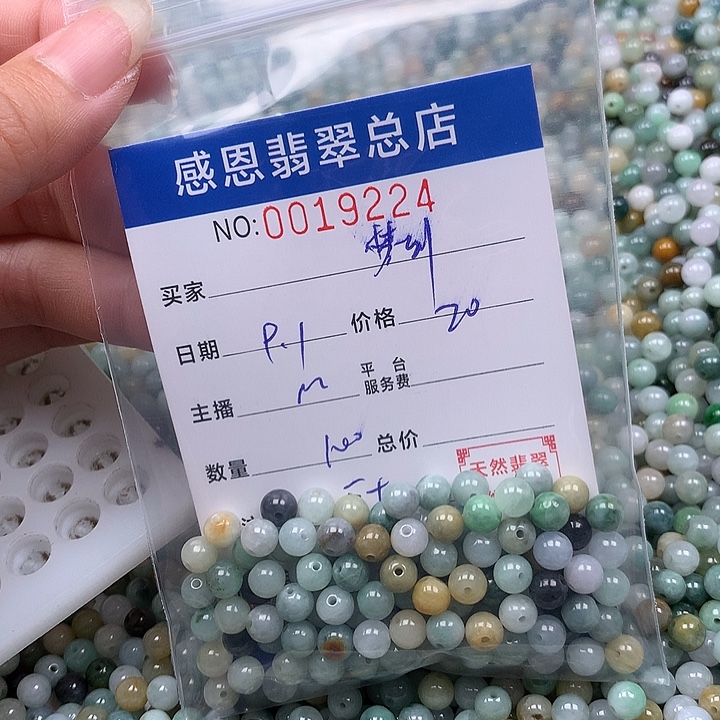 感恩翡翠总店
NO:0019224
买家
日期 价格 20
主播 M 平台服务费
数量 100 总价
天然翡翠